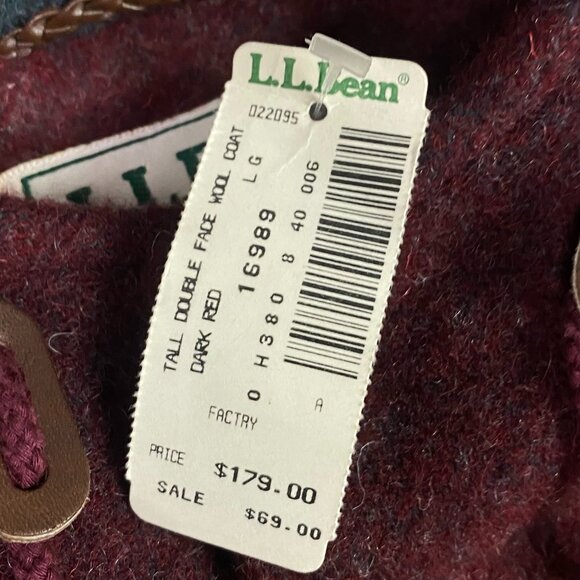 L.L.Bean®
022095
TALL DOUBLE FACE WOOL COAT
DARK RED
16989 LG
0 H380 8 40 006
FACTRY A
PRICE $179.00
SALE $69.00